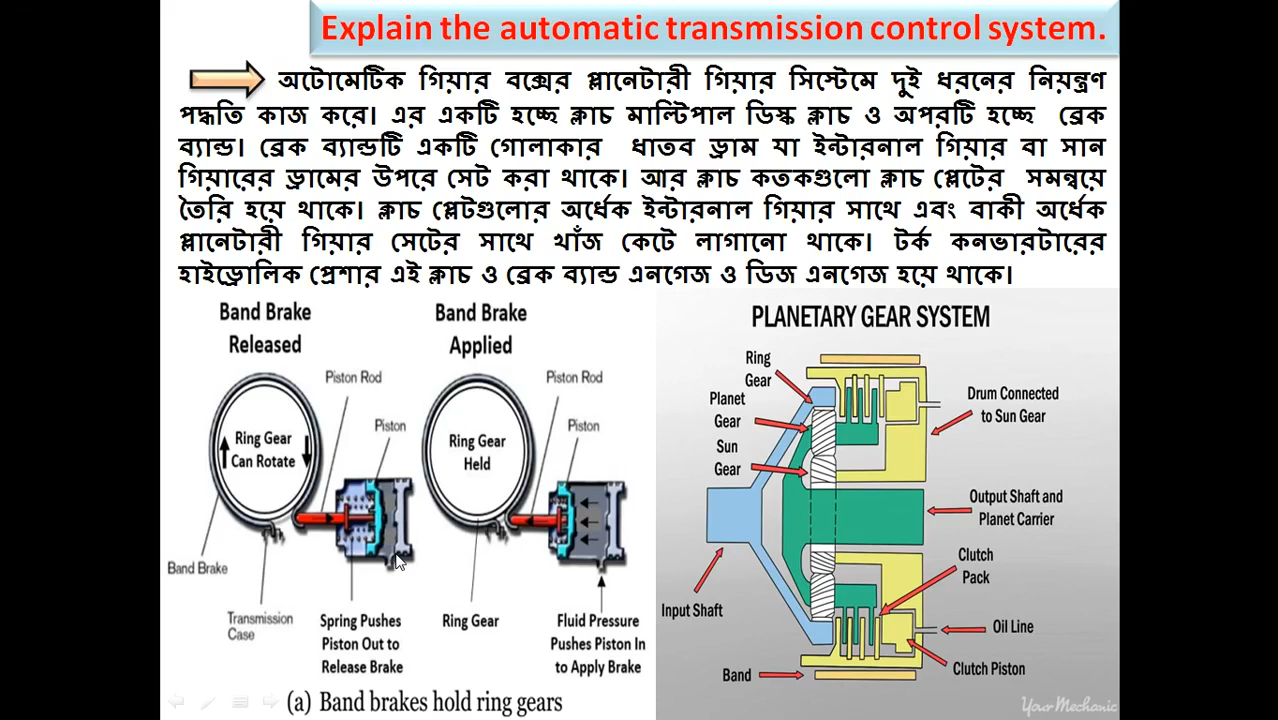 Explain the automatic transmission control system.
অটোমেটিক গিয়ার বক্সের প্লানেটারী গিয়ার সিস্টেমে দুই ধরনের নিয়ন্ত্রণ
পদ্ধতি কাজ করে। এর একটি হচ্ছে ক্লাচ মাল্টিপাল ডিস্ক ক্লাচ ও অপরটি হচ্ছে ব্রেক
ব্যান্ড। ব্রেক ব্যান্ডটি একটি গোলাকার ধাতব ড্রাম যা ইন্টারনাল গিয়ার বা সান
গিয়ারের ড্রামের উপরে সেট করা থাকে। আর ক্লাচ কতকগুলো ক্লাচ প্লেটের সমন্বয়ে
তৈরি হয়ে থাকে। ক্লাচ প্লেটগুলোর অর্ধেক ইন্টারনাল গিয়ার সাথে এবং বাকী অর্ধেক
প্লানেটারী গিয়ার সেটের সাথে খাঁজ কেটে লাগানো থাকে। টর্ক কনভারটারের
হাইড্রোলিক প্রেশার এই ক্লাচ ও ব্রেক ব্যান্ড এনগেজ ও ডিজ এনগেজ হয়ে থাকে।
Band Brake
Released
Band Brake
Applied
Piston Rod
Piston Rod
Piston
Piston
Ring Gear
Can Rotate
Ring Gear
Held
Band Brake
Transmission
Case
Spring Pushes
Piston Out to
Release Brake
Ring Gear
Fluid Pressure
Pushes Piston In
to Apply Brake
(a) Band brakes hold ring gears
PLANETARY GEAR SYSTEM
Ring
Gear
Planet
Gear
Sun
Gear
Drum Connected
to Sun Gear
Output Shaft and
Planet Carrier
Clutch
Pack
Input Shaft
Oil Line
Clutch Piston
Band
YourMechanic